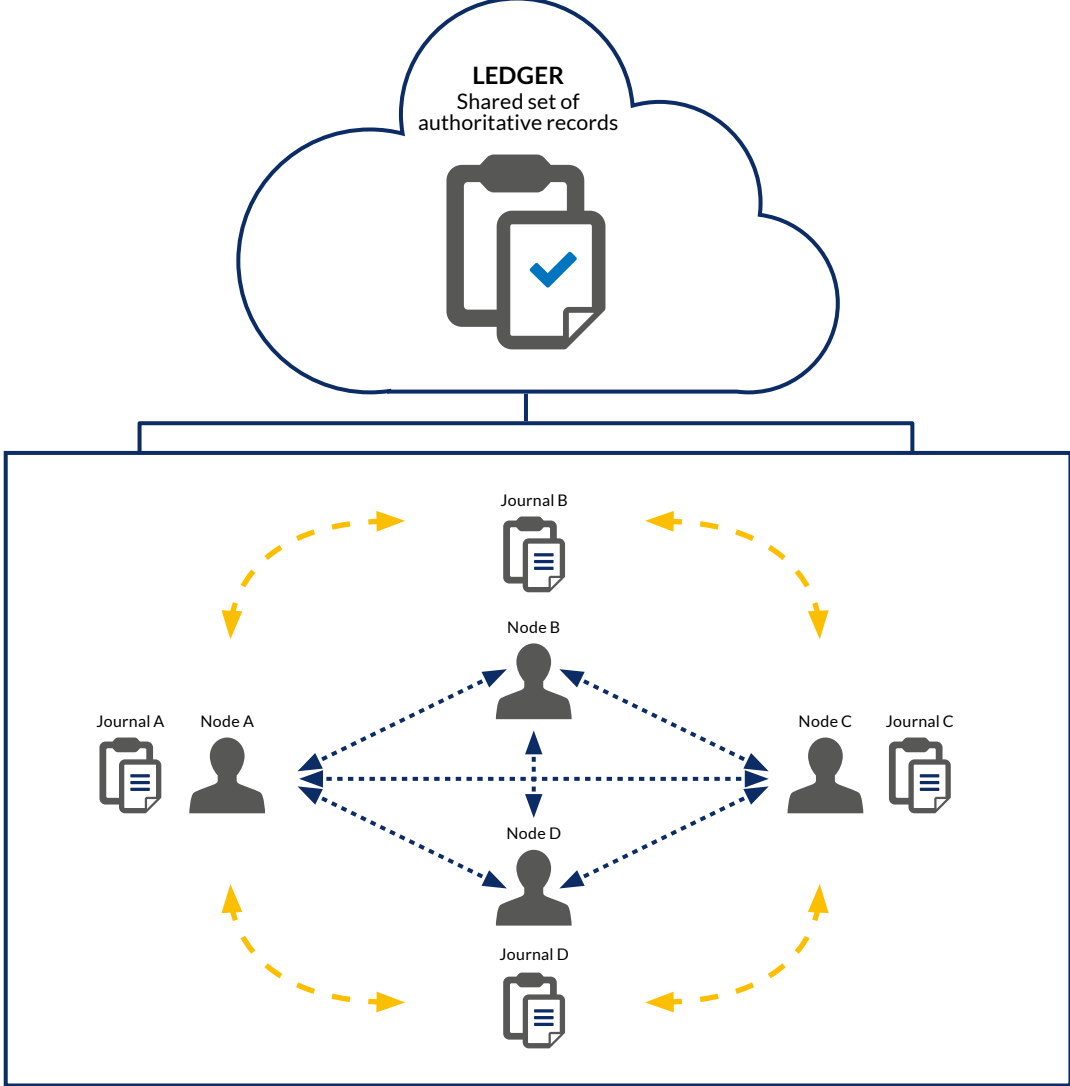 LEDGER
Shared set of
authoritative records
Journal B
Node B
Journal A
Node A
Node C
Journal C
Node D
Journal D